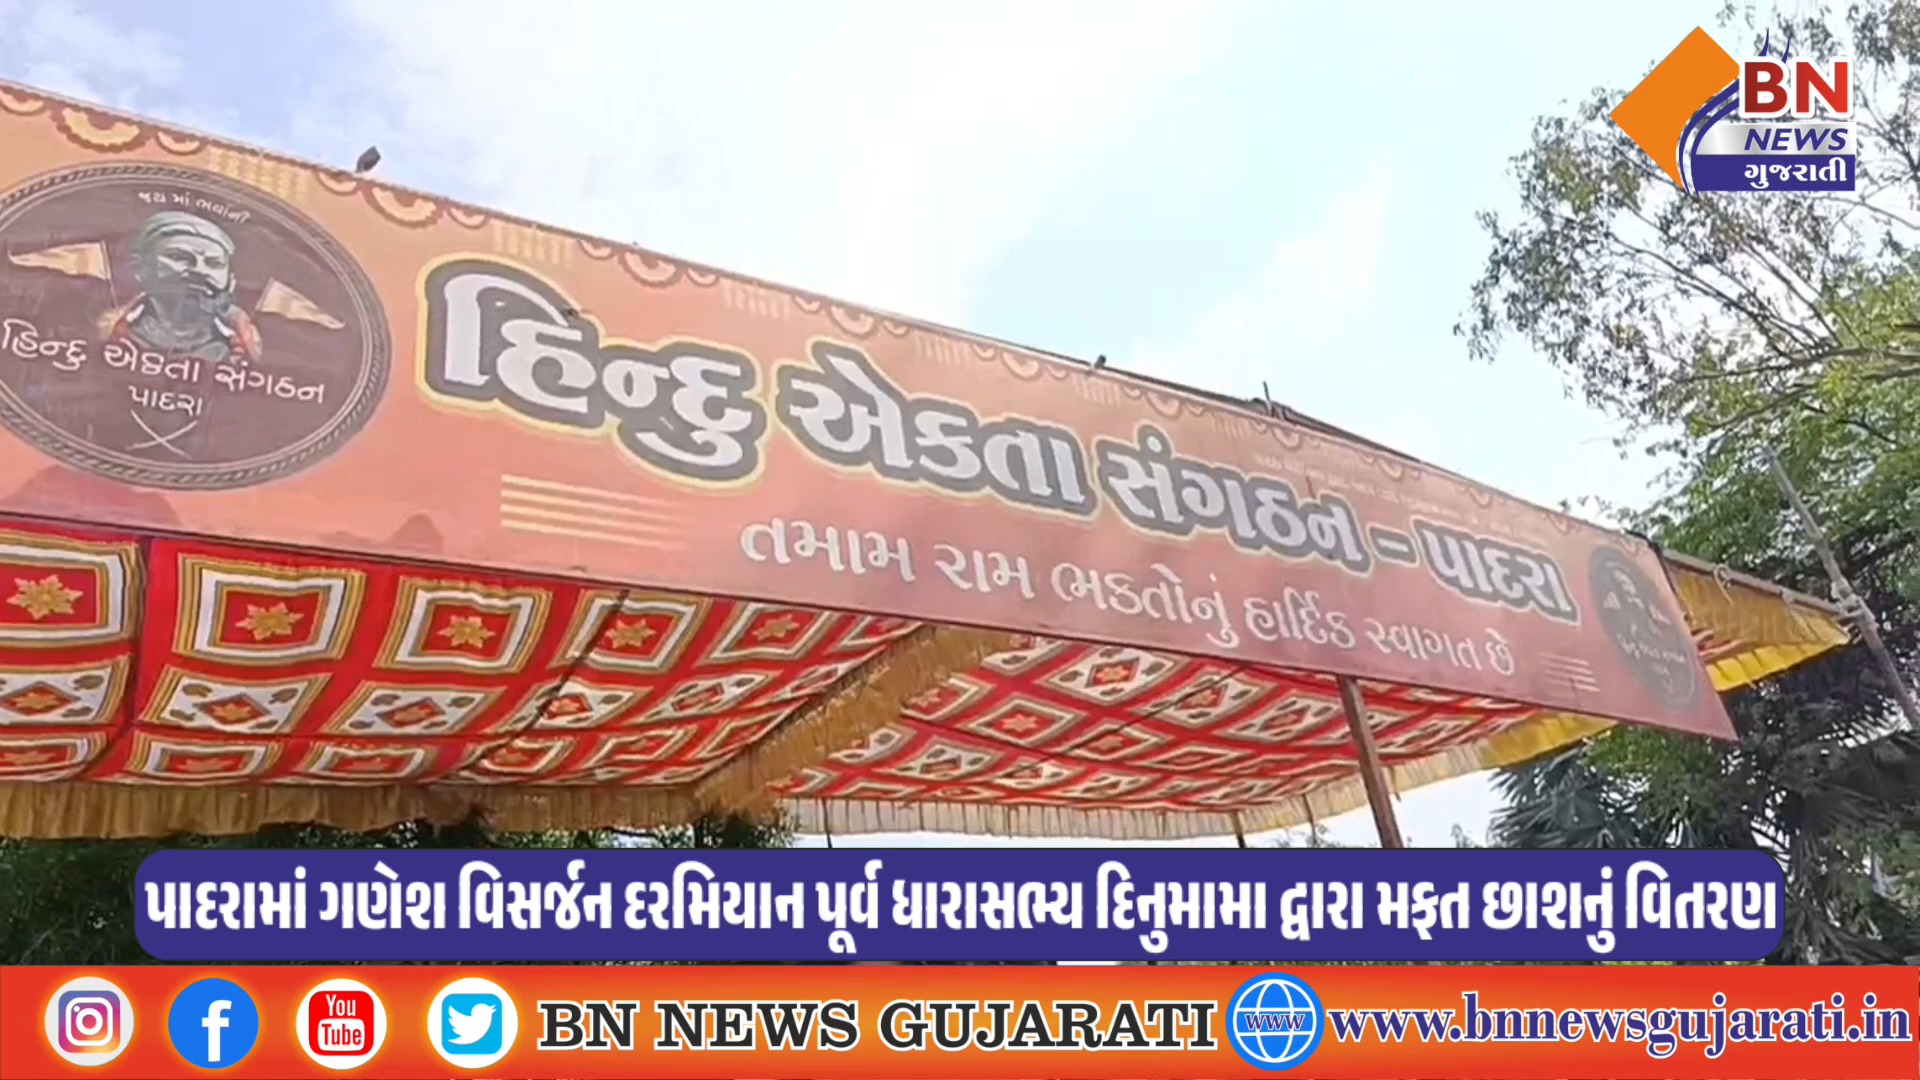 BN
NEWS
ગુજરાતી
જય માં ભવાની
હિન્દુ એકતા સંગઠન
પાદરા
હિન્દુ એકતા સંગઠન - પાદરા
તમામ રામ ભક્તોનું હાર્દિક સ્વાગત છે
પાદરામાં ગણેશ વિસર્જન દરમિયાન પૂર્વ ધારાસભ્ય દિનુમામા દ્વારા મફત છાશનું વિતરણ
You
Tube
BN NEWS GUJARATI
www
www.bnnewsgujarati.in